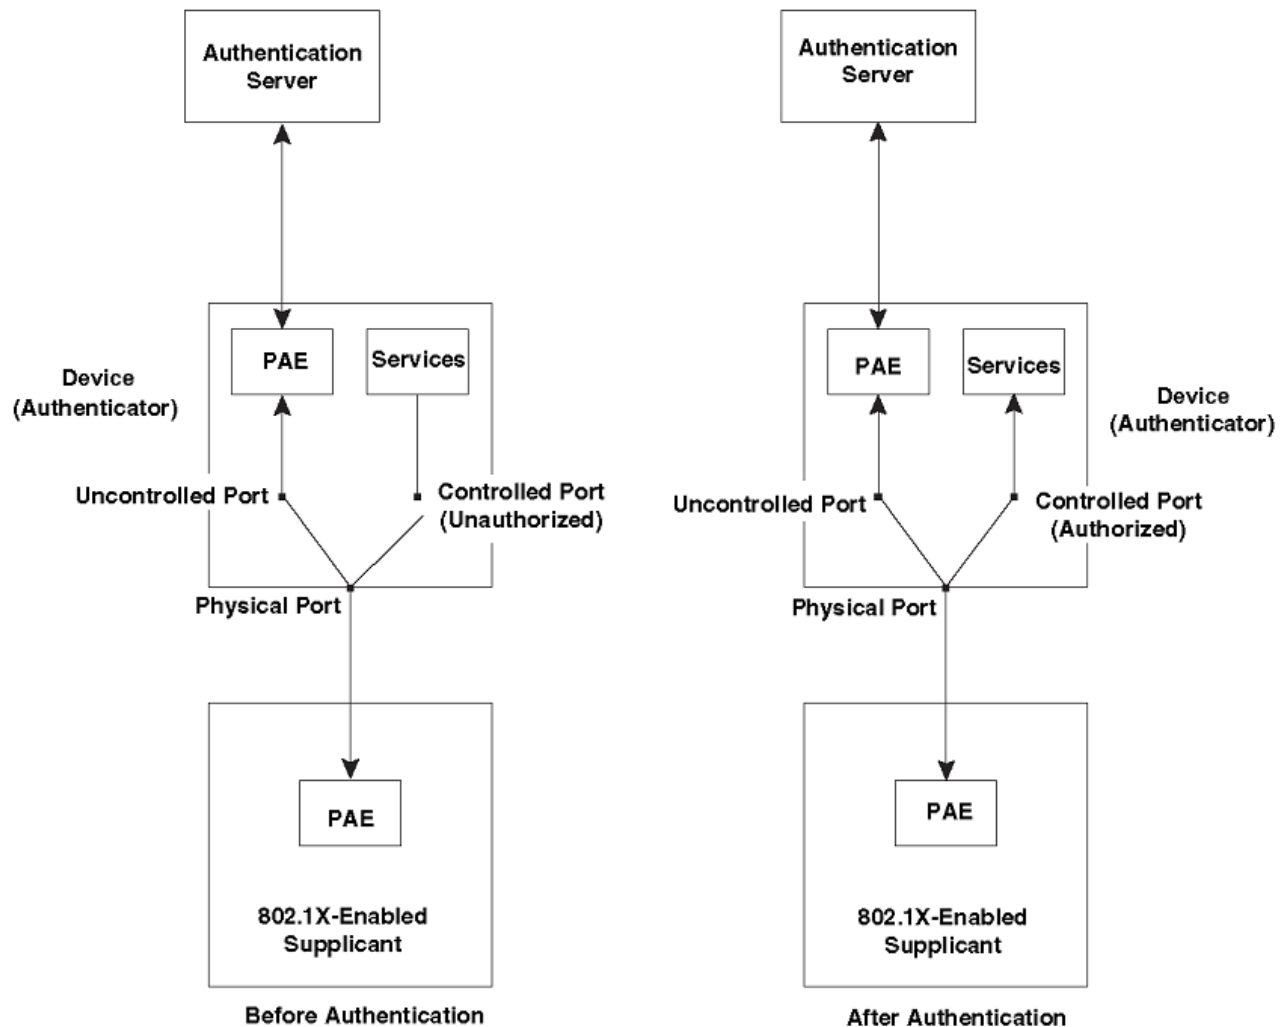 Authentication
Server
PAE
Services
Device
(Authenticator)
Uncontrolled Port
Controlled Port
(Unauthorized)
Physical Port
PAE
802.1X-Enabled
Supplicant
Before Authentication
Authentication
Server
PAE
Services
Device
(Authenticator)
Uncontrolled Port
Controlled Port
(Authorized)
Physical Port
PAE
802.1X-Enabled
Supplicant
After Authentication